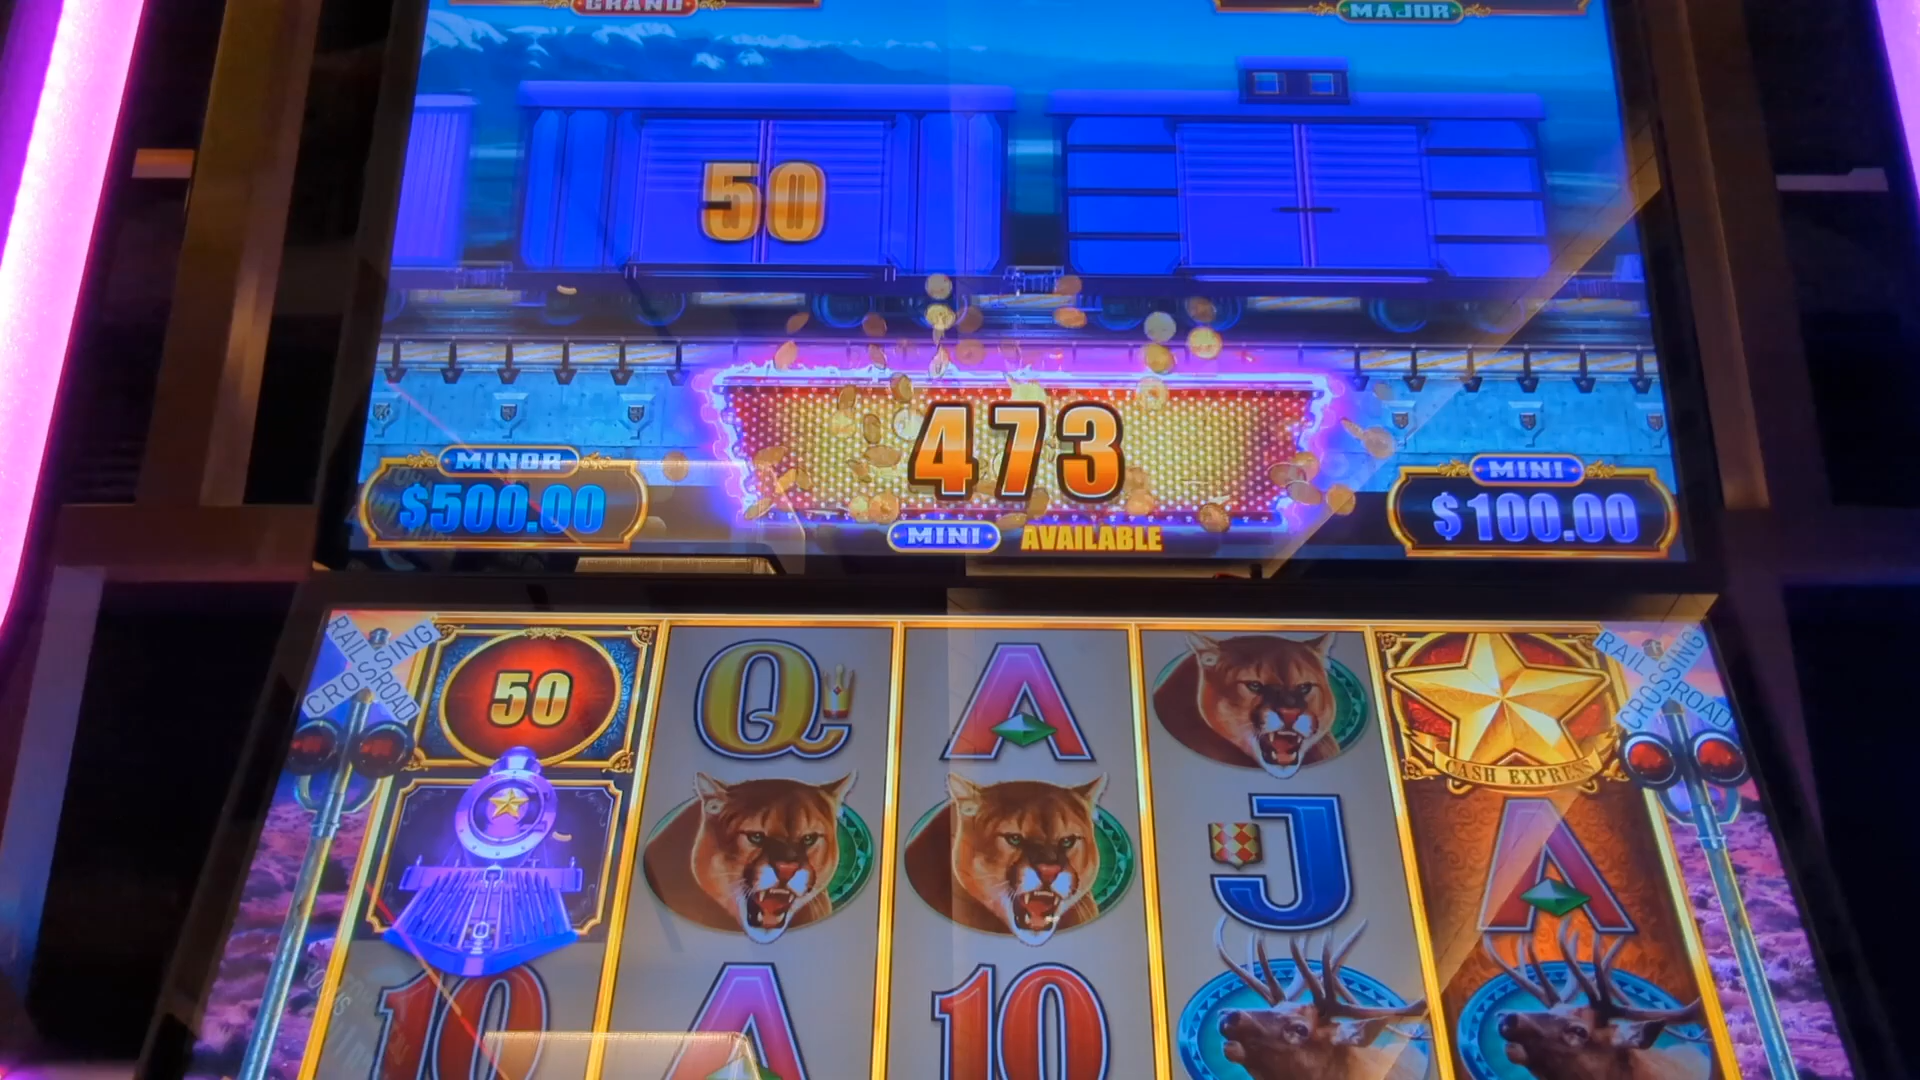 GRAND
MAJOR
50
473
MINOR
$500.00
MINI
$100.00
MINI AVAILABLE
RAILROAD
CROSSING
50
Q
A
CASH EXPRESS
RAILROAD
CROSSING
J
A
10
A
10